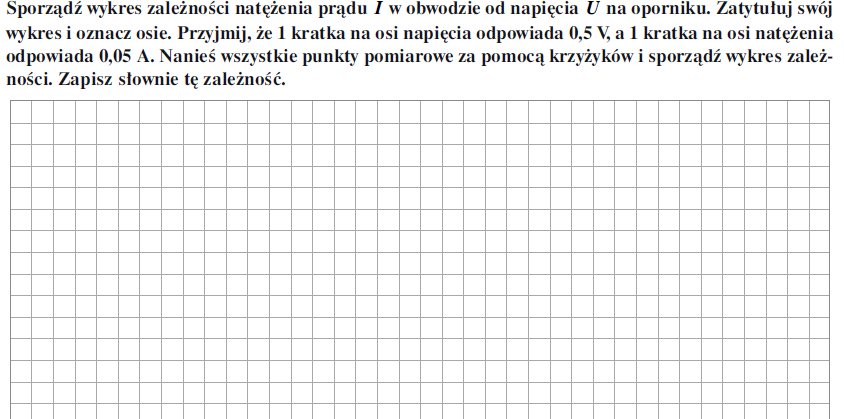 Sporządź wykres zależności natężenia prądu I w obwodzie od napięcia U na oporniku. Zatytułuj swój
wykres i oznacz osie. Przyjmij, że 1 kratka na osi napięcia odpowiada 0,5 V, a 1 kratka na osi natężenia
odpowiada 0,05 A. Nanieś wszystkie punkty pomiarowe za pomocą krzyżyków i sporządź wykres zależ-
ności. Zapisz słownie tę zależność.